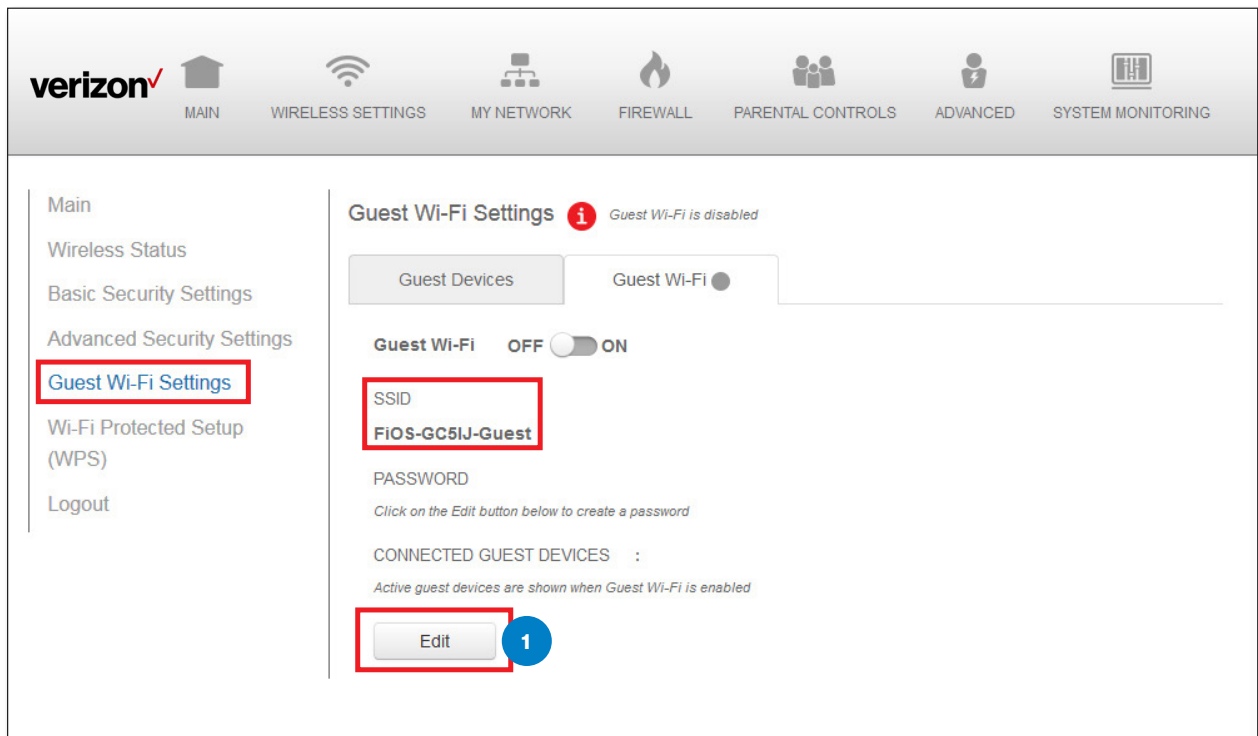 verizon
MAIN
WIRELESS SETTINGS
MY NETWORK
FIREWALL
PARENTAL CONTROLS
ADVANCED
SYSTEM MONITORING
Main
Wireless Status
Basic Security Settings
Advanced Security Settings
Guest Wi-Fi Settings
Wi-Fi Protected Setup
(WPS)
Logout
Guest Wi-Fi Settings i Guest Wi-Fi is disabled
Guest Devices
Guest Wi-Fi
Guest Wi-Fi OFF ON
SSID
FiOS-GC5IJ-Guest
PASSWORD
Click on the Edit button below to create a password
CONNECTED GUEST DEVICES :
Active guest devices are shown when Guest Wi-Fi is enabled
Edit
1